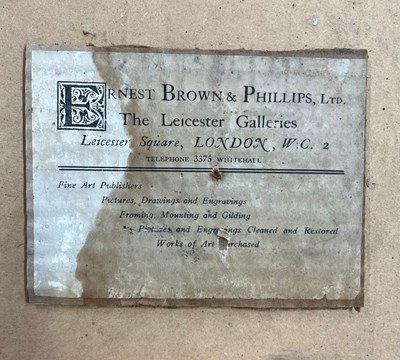 ERNEST BROWN & PHILLIPS, LTD.
The Leicester Galleries
Leicester Square, LONDON, W.C. 2
TELEPHONE 3375 WHITEHALL
Fine Art Publishers
Pictures, Drawings and Engravings
Framing, Mounting and Gilding
Pictures and Engravings Cleaned and Restored
Works of Art Purchased